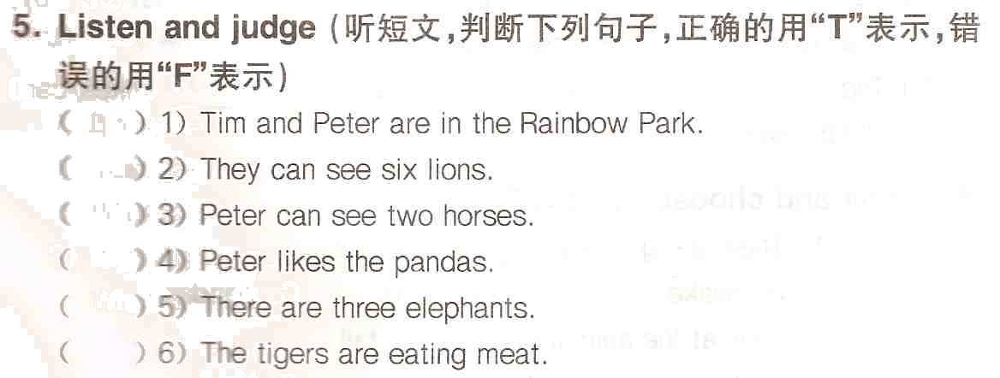 5. Listen and judge (听短文,判断下列句子,正确的用“T”表示,错
误的用“F”表示)
( ) 1) Tim and Peter are in the Rainbow Park.
( ) 2) They can see six lions.
( ) 3) Peter can see two horses.
( ) 4) Peter likes the pandas.
( ) 5) There are three elephants.
( ) 6) The tigers are eating meat.